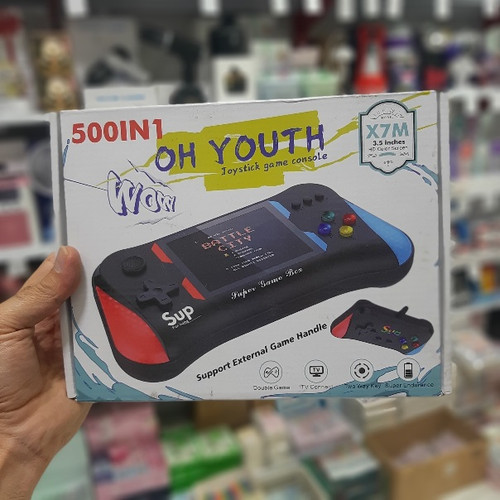 500IN1
OH YOUTH
Joystick game console
X7M
3.5 Inches
Wow
BATTLE
CITY
Super Game Box
Sup
Support External Game Handle
Double Game
TV Connect